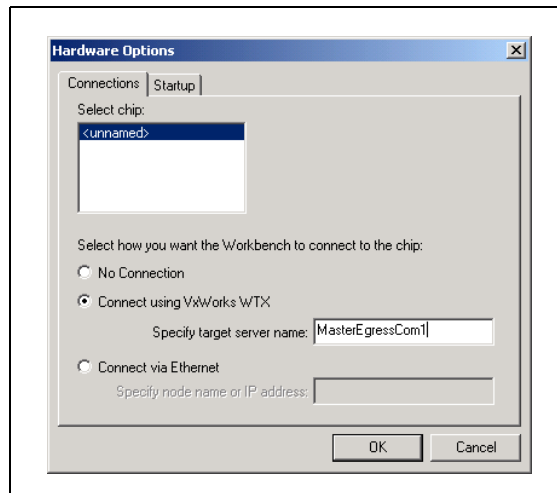 Hardware Options
Connections Startup
Select chip:
<unnamed>
Select how you want the Workbench to connect to the chip:
No Connection
Connect using VxWorks WTX
Specify target server name: MasterEgressCom1
Connect via Ethernet
Specify node name or IP address:
OK Cancel